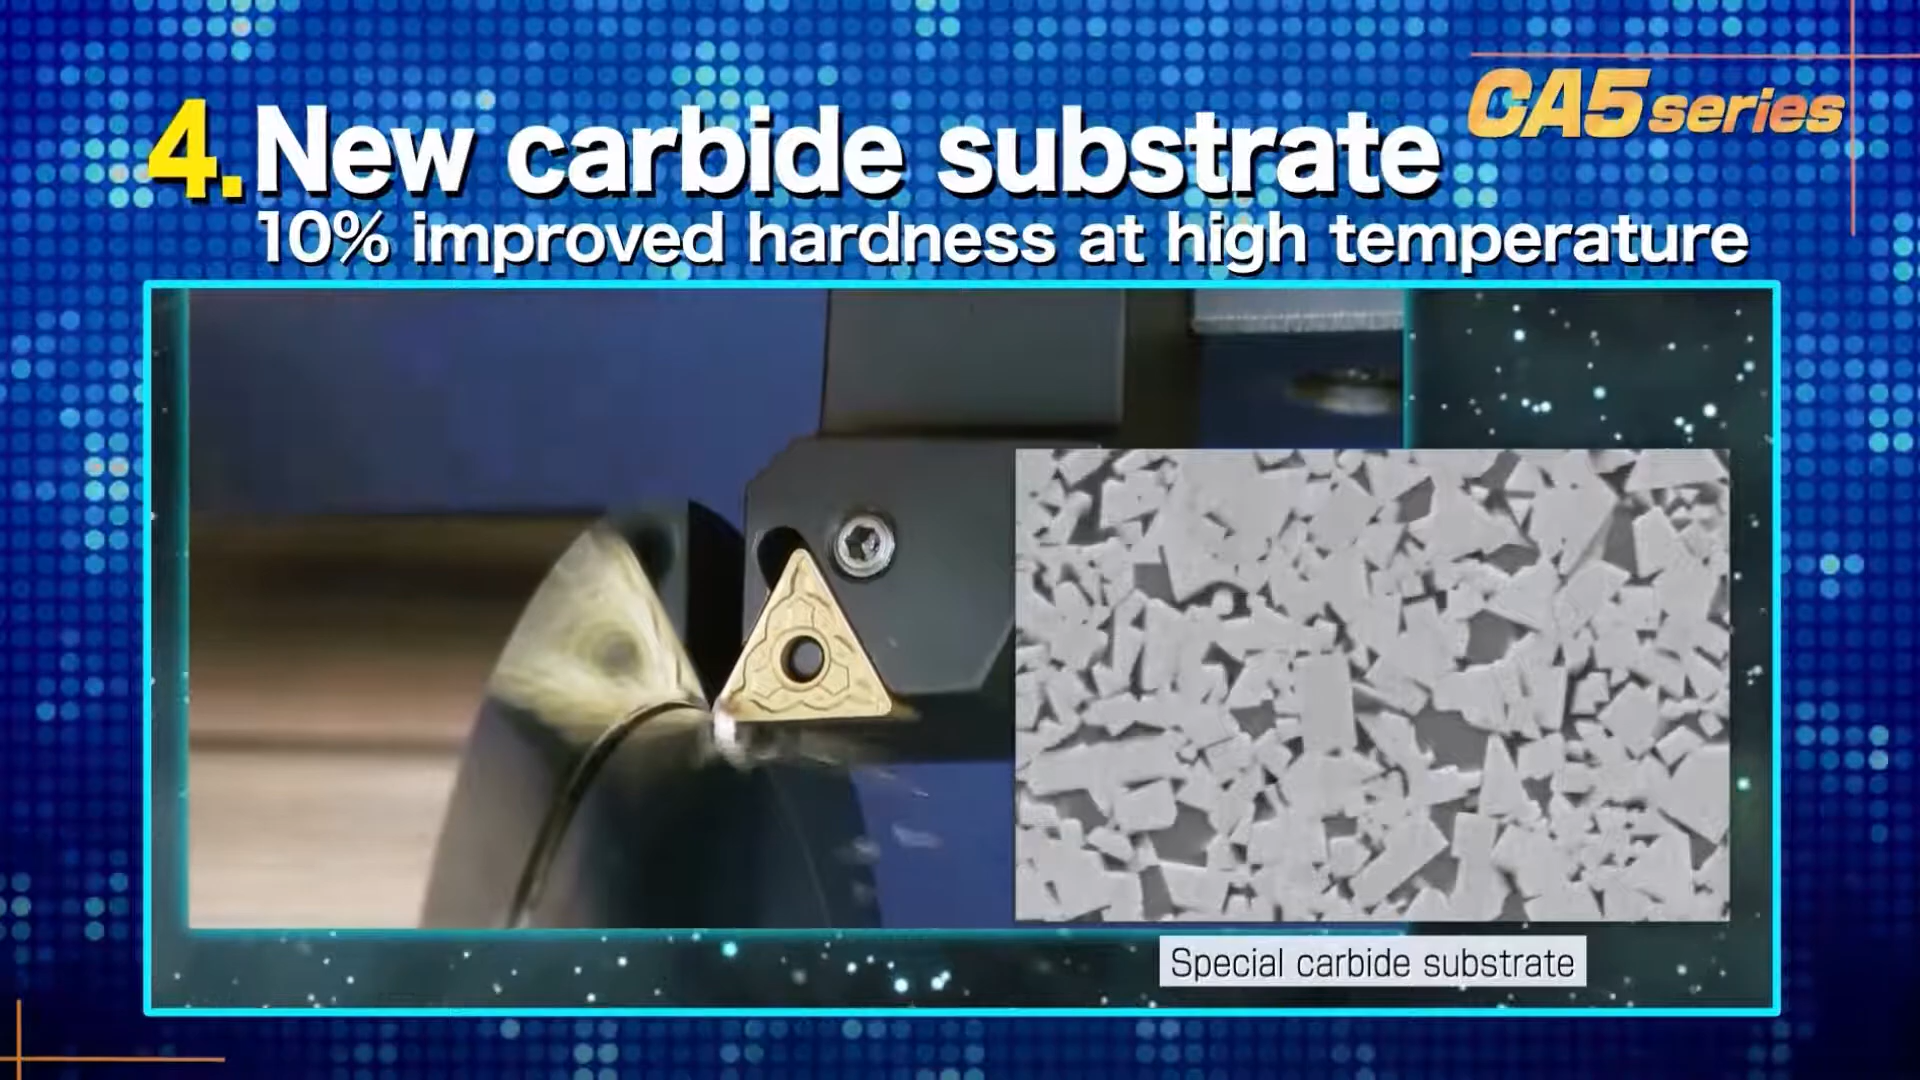 CA5 series
4. New carbide substrate
10% improved hardness at high temperature
Special carbide substrate